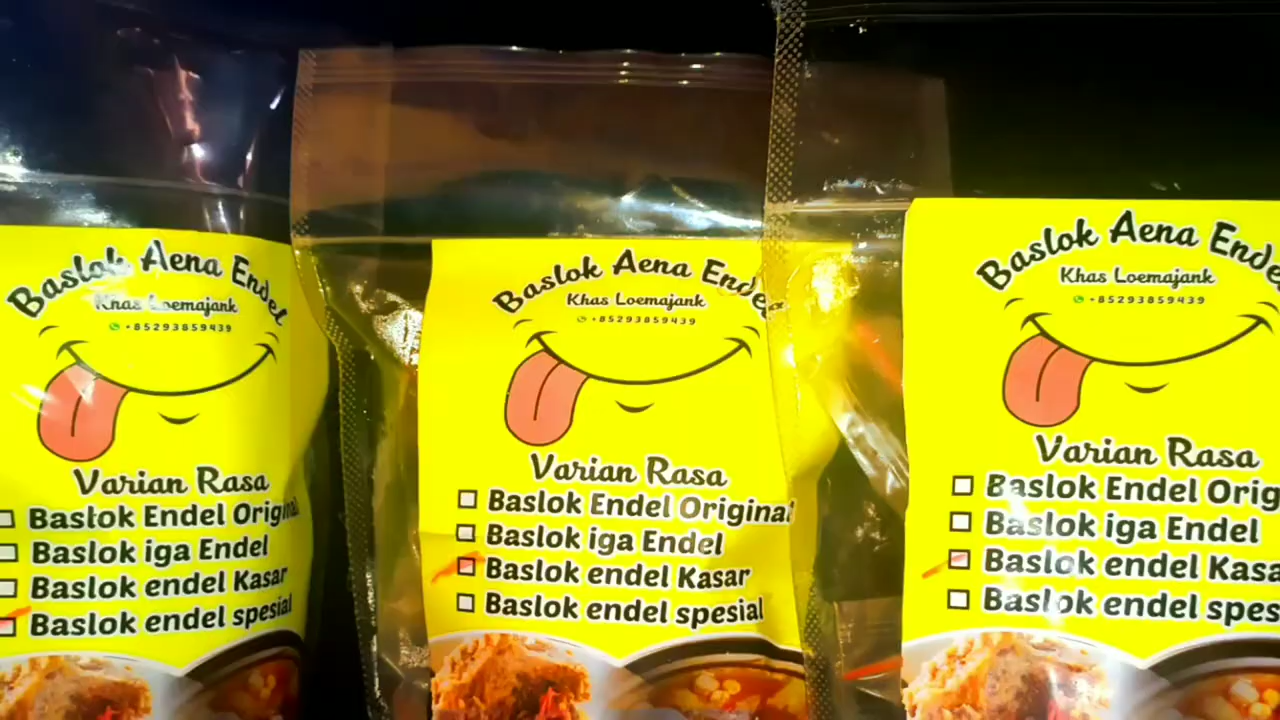 Baslok Aena Endel
Khas Loemajank
+85293859439
Varian Rasa
Baslok Endel Original
Baslok iga Endel
Baslok endel Kasar
Baslok endel spesial
Baslok Aena Endel
Khas Loemajank
+85293859439
Varian Rasa
Baslok Endel Original
Baslok iga Endel
Baslok endel Kasar
Baslok endel spesial
Baslok Aena Ende
Khas Loemajank
+85293859439
Varian Rasa
Baslok Endel Orig
Baslok iga Endel
Baslok endel Kasa
Baslok endel spes